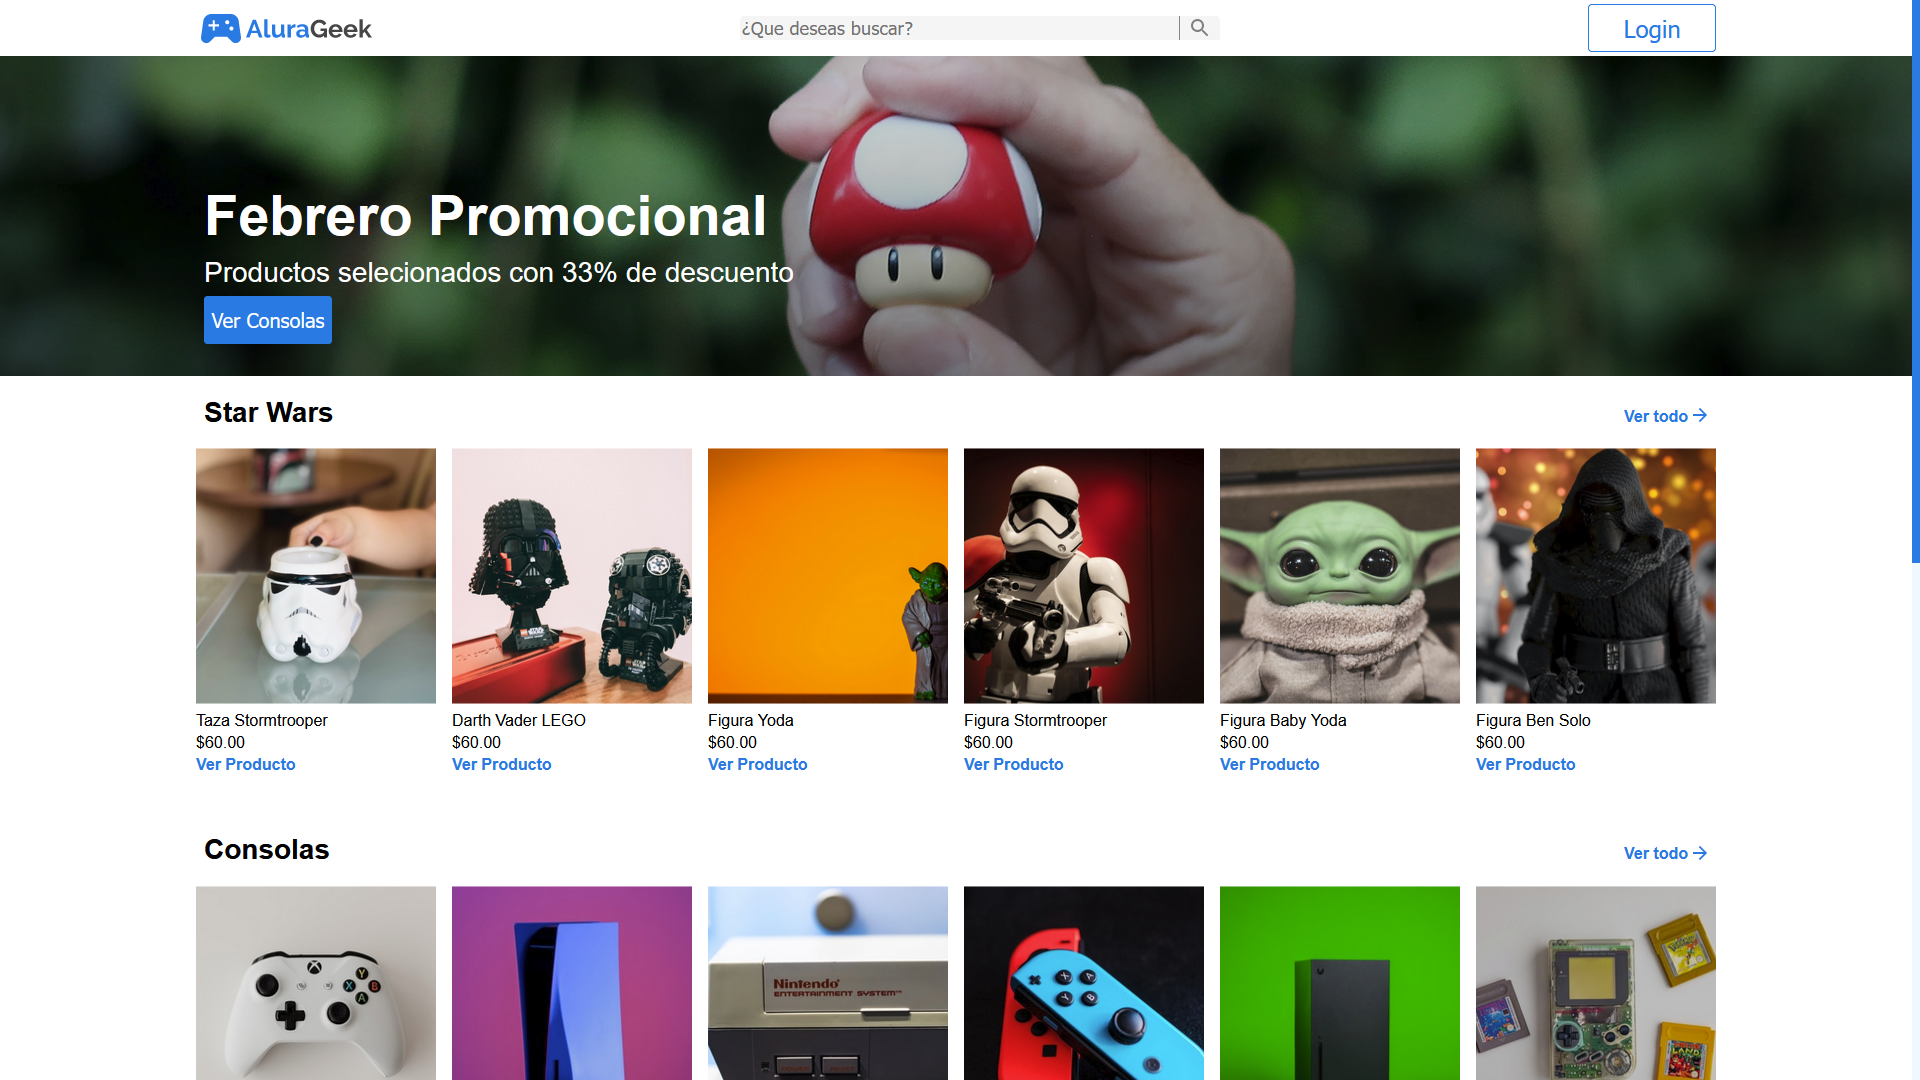 AluraGeek
¿Que deseas buscar?
Login
Febrero Promocional
Productos selecionados con 33% de descuento
Ver Consolas
Star Wars
Ver todo
Taza Stormtrooper
$60.00
Ver Producto
Darth Vader LEGO
$60.00
Ver Producto
Figura Yoda
$60.00
Ver Producto
Figura Stormtrooper
$60.00
Ver Producto
Figura Baby Yoda
$60.00
Ver Producto
Figura Ben Solo
$60.00
Ver Producto
Consolas
Ver todo
Nintendo
ENTERTAINMENT SYSTEM